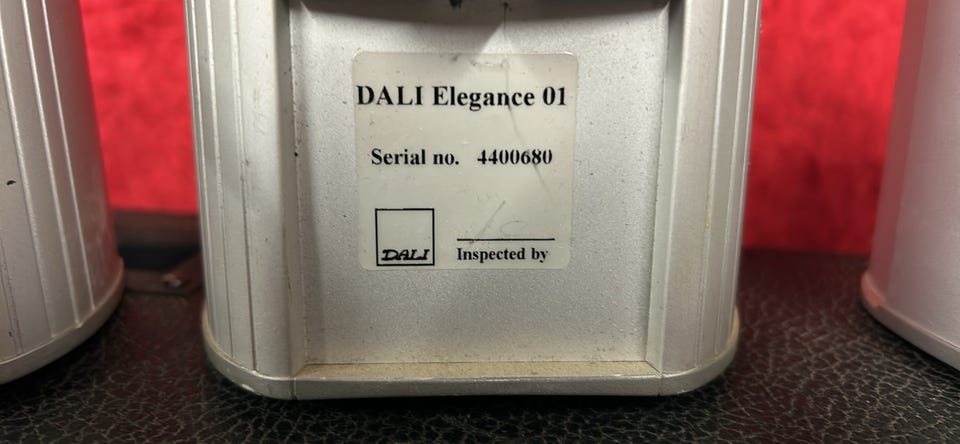 DALI Elegance 01
Serial no. 4400680
DALI
Inspected by